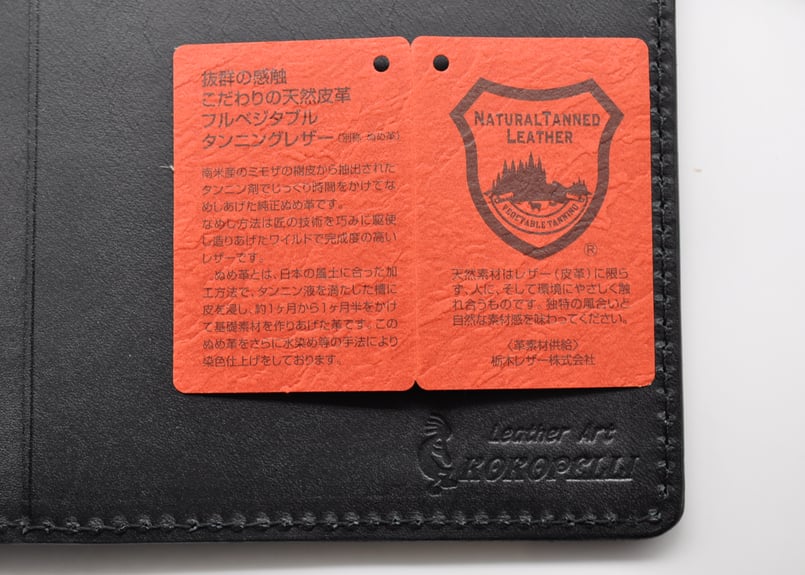 抜群の感触
こだわりの天然皮革
フルベジタブル
タンニングレザー(別称・ぬめ革)
南米産のミモザの樹皮から抽出された
タンニン剤でじっくり時間をかけてな
めしあげた純正ぬめ革です。
なめし方法は匠の技術を巧みに駆使
し造りあげたワイルドで完成度の高い
レザーです。
ぬめ革とは、日本の風土に合った加
工方法で、タンニン液を満たした槽に
皮を浸し、約1ヶ月から1ヶ月半をかけ
て基礎素材を作りあげた革です。この
ぬめ革をさらに水染め等の手法により
染色仕上げをしております。
NATURALTANNED
LEATHER
VEGETABLE TANNING
®
天然素材はレザー(皮革)に限ら
ず、人に、そして環境にやさしく触
れ合うものです。独特の風合いと
自然な素材感を味わってください。
〈革素材供給〉
栃木レザー株式会社
Leather Art
KOKOPELLI